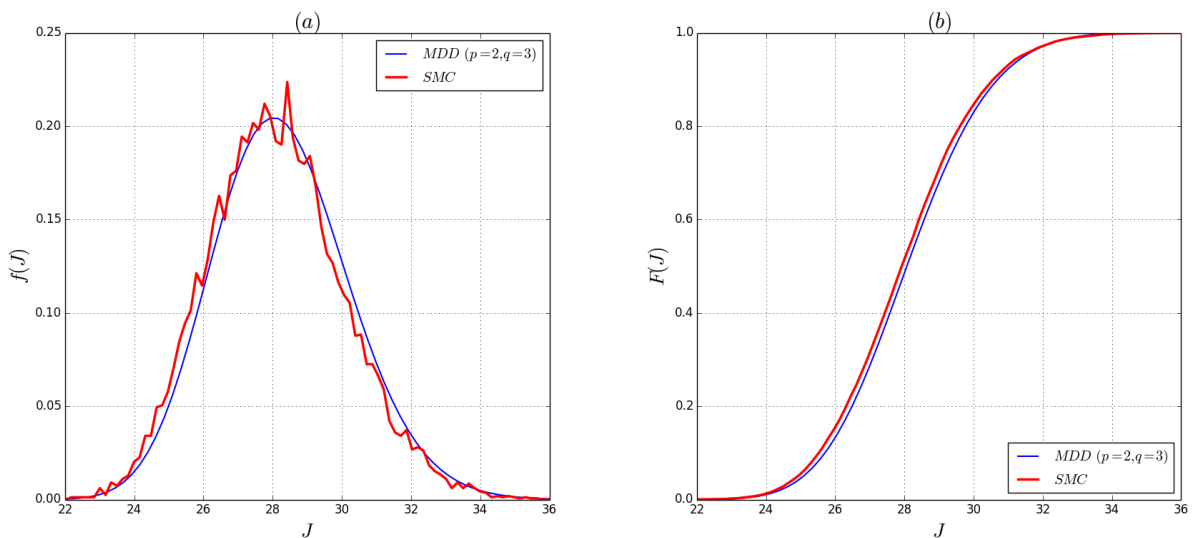 (a)
0.25
0.20
0.15
0.10
0.05
0.00
f(J)
22 24 26 28 30 32 34 36
J
MDD (p=2,q=3)
SMC
(b)
1.0
0.8
0.6
0.4
0.2
0.0
F(J)
22 24 26 28 30 32 34 36
J
MDD (p=2,q=3)
SMC